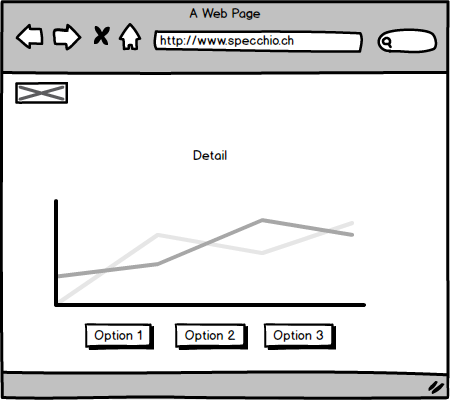 A Web Page
http://www.specchio.ch
Detail
Option 1
Option 2
Option 3